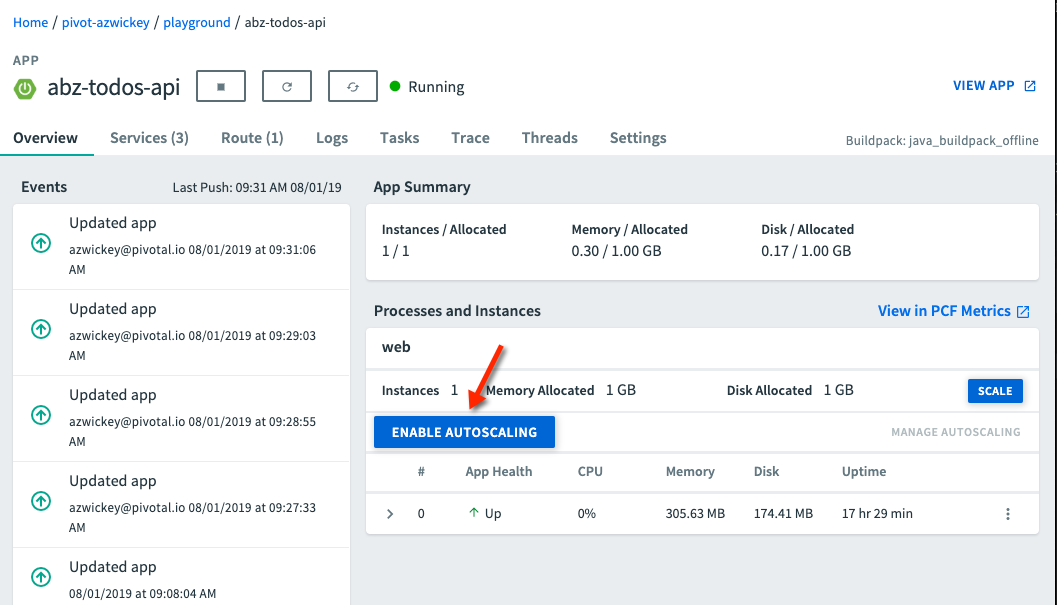 Home / pivot-azwickey / playground / abz-todos-api
APP
abz-todos-api
Running
VIEW APP
Overview Services (3) Route (1) Logs Tasks Trace Threads Settings
Buildpack: java_buildpack_offline
Events
Last Push: 09:31 AM 08/01/19
Updated app
azwickey@pivotal.io 08/01/2019 at 09:31:06
AM
Updated app
azwickey@pivotal.io 08/01/2019 at 09:29:03
AM
Updated app
azwickey@pivotal.io 08/01/2019 at 09:28:55
AM
Updated app
azwickey@pivotal.io 08/01/2019 at 09:27:33
AM
Updated app
08/01/2019 at 09:08:04 AM
App Summary
Instances / Allocated Memory / Allocated Disk / Allocated
1 / 1 0.30 / 1.00 GB 0.17 / 1.00 GB
Processes and Instances
View in PCF Metrics
web
Instances 1 Memory Allocated 1 GB Disk Allocated 1 GB SCALE
ENABLE AUTOSCALING MANAGE AUTOSCALING
# App Health CPU Memory Disk Uptime
0 Up 0% 305.63 MB 174.41 MB 17 hr 29 min